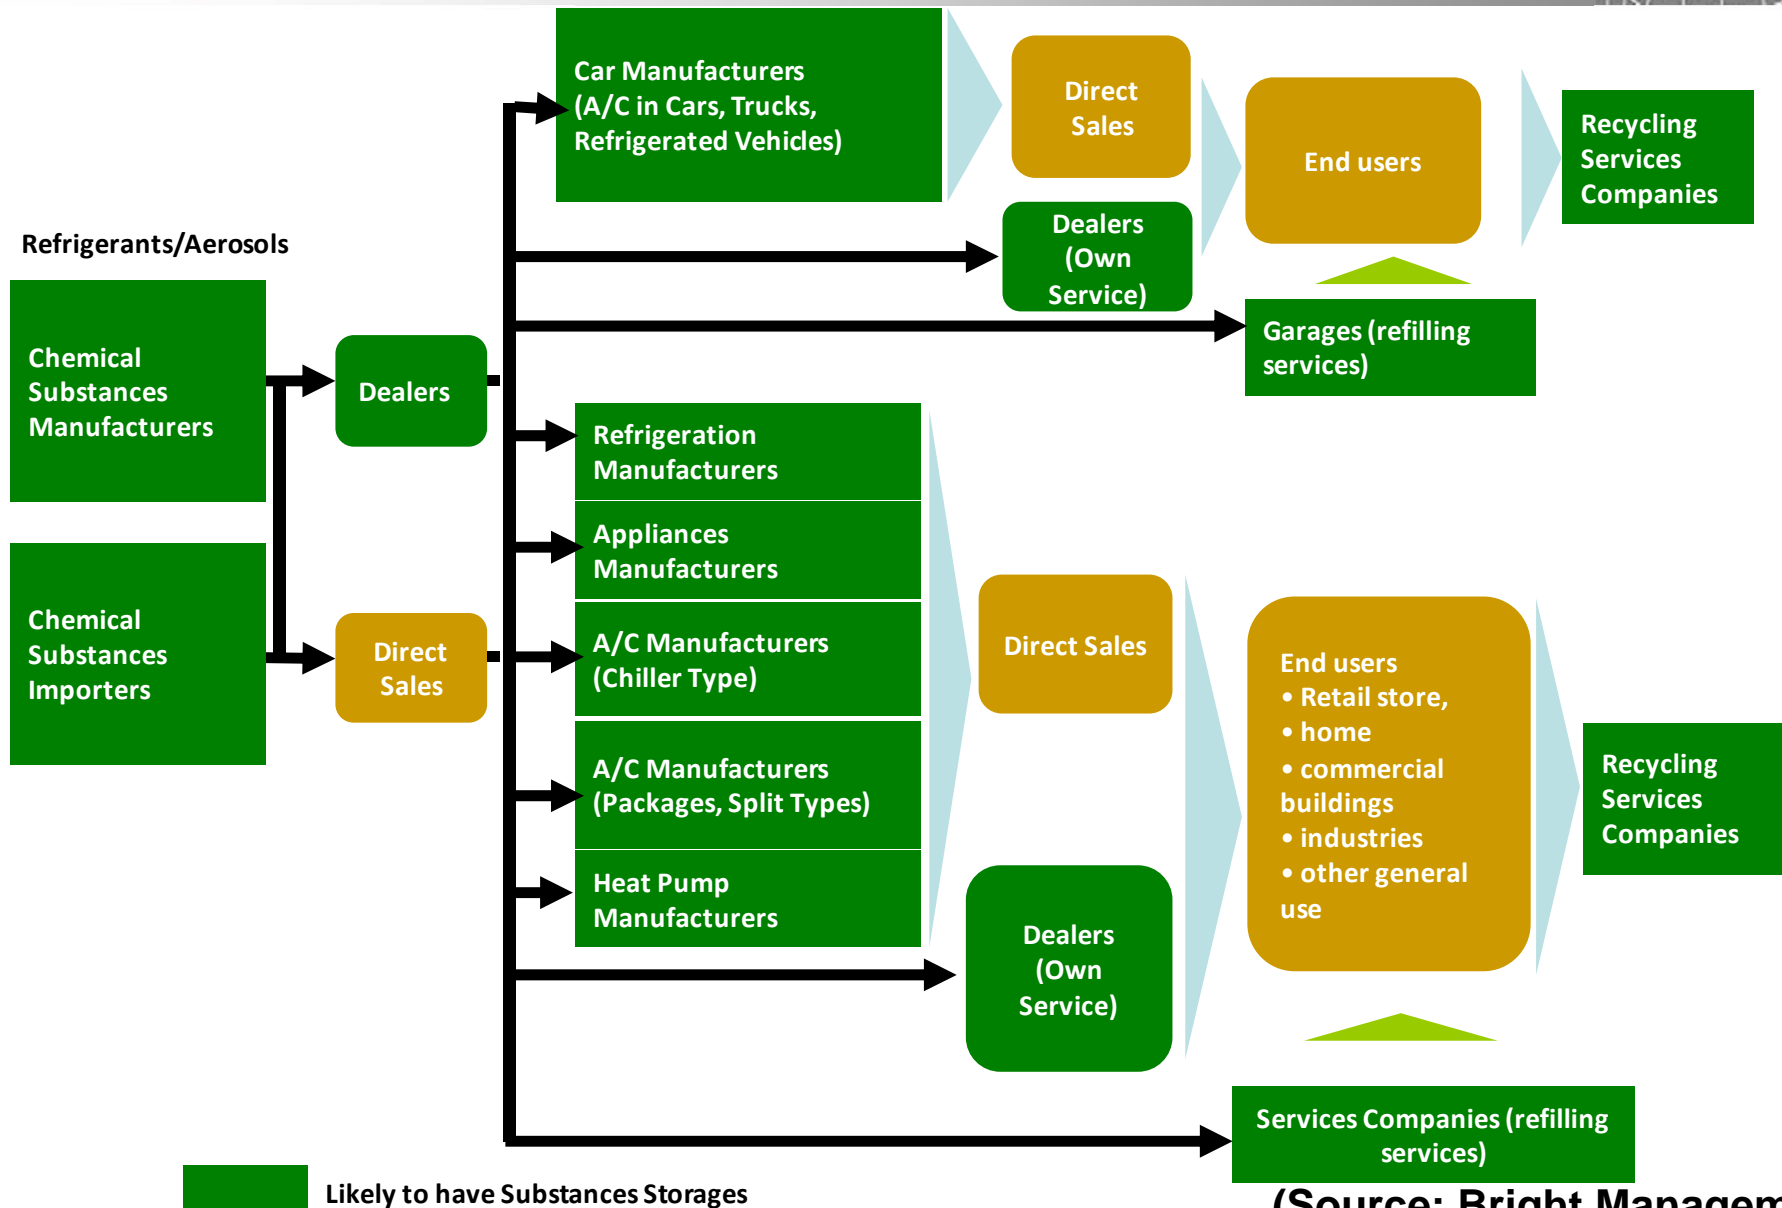 Car Manufacturers
(A/C in Cars, Trucks,
Refrigerated Vehicles)
Direct
Sales
End users
Recycling
Services
Companies
Dealers
(Own
Service)
Garages (refilling
services)
Refrigerants/Aerosols
Chemical
Substances
Manufacturers
Dealers
Chemical
Substances
Importers
Direct
Sales
Refrigeration
Manufacturers
Appliances
Manufacturers
A/C Manufacturers
(Chiller Type)
A/C Manufacturers
(Packages, Split Types)
Heat Pump
Manufacturers
Direct Sales
Dealers
(Own
Service)
End users
• Retail store,
• home
• commercial
buildings
• industries
• other general
use
Recycling
Services
Companies
Services Companies (refilling
services)
Likely to have Substances Storages
(Source: Bright Managem